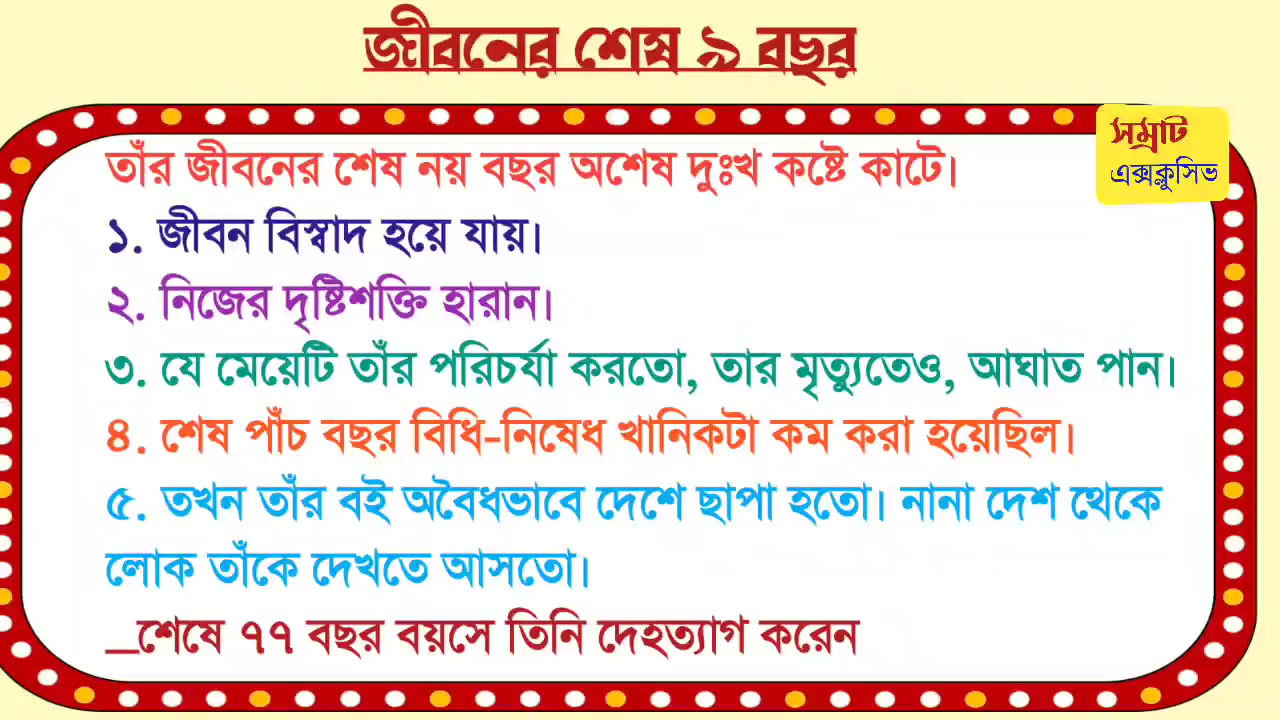 জীবনের শেষ ৯ বছর
সম্রাট
এক্সক্লুসিভ
তাঁর জীবনের শেষ নয় বছর অশেষ দুঃখ কষ্টে কাটে।
১. জীবন বিস্বাদ হয়ে যায়।
২. নিজের দৃষ্টিশক্তি হারান।
৩. যে মেয়েটি তাঁর পরিচর্যা করতো, তার মৃত্যুতেও, আঘাত পান।
৪. শেষ পাঁচ বছর বিধি-নিষেধ খানিকটা কম করা হয়েছিল।
৫. তখন তাঁর বই অবৈধভাবে দেশে ছাপা হতো। নানা দেশ থেকে
লোক তাঁকে দেখতে আসতো।
_শেষে ৭৭ বছর বয়সে তিনি দেহত্যাগ করেন